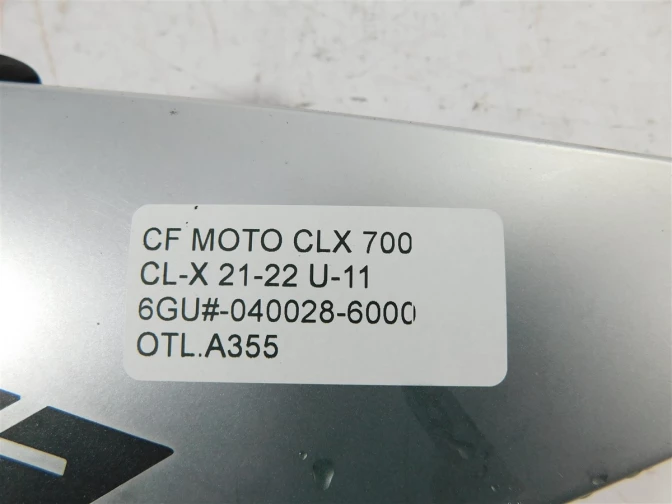 CF MOTO CLX 700
CL-X 21-22 U-11
6GU#-040028-6000
OTL.A355